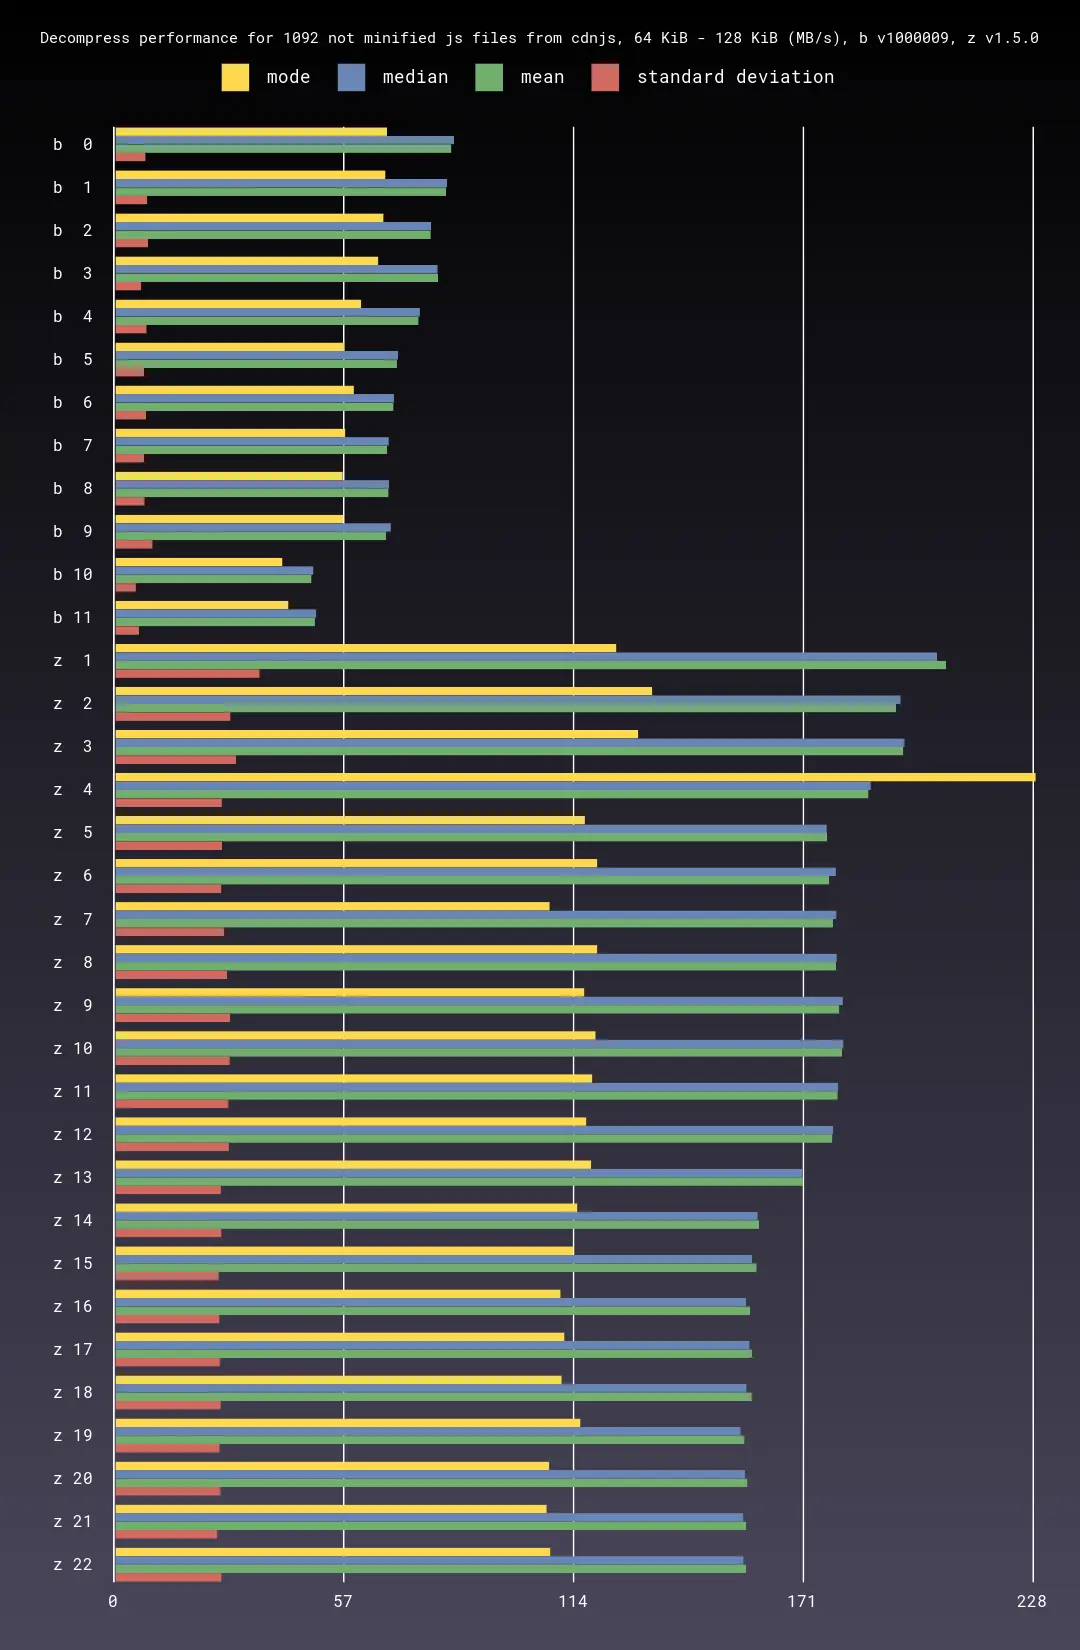 Decompress performance for 1092 not minified js files from cdnjs, 64 KiB - 128 KiB (MB/s), b v1000009, z v1.5.0
mode median mean standard deviation
b 0
b 1
b 2
b 3
b 4
b 5
b 6
b 7
b 8
b 9
b 10
b 11
z 1
z 2
z 3
z 4
z 5
z 6
z 7
z 8
z 9
z 10
z 11
z 12
z 13
z 14
z 15
z 16
z 17
z 18
z 19
z 20
z 21
z 22
0 57 114 171 228